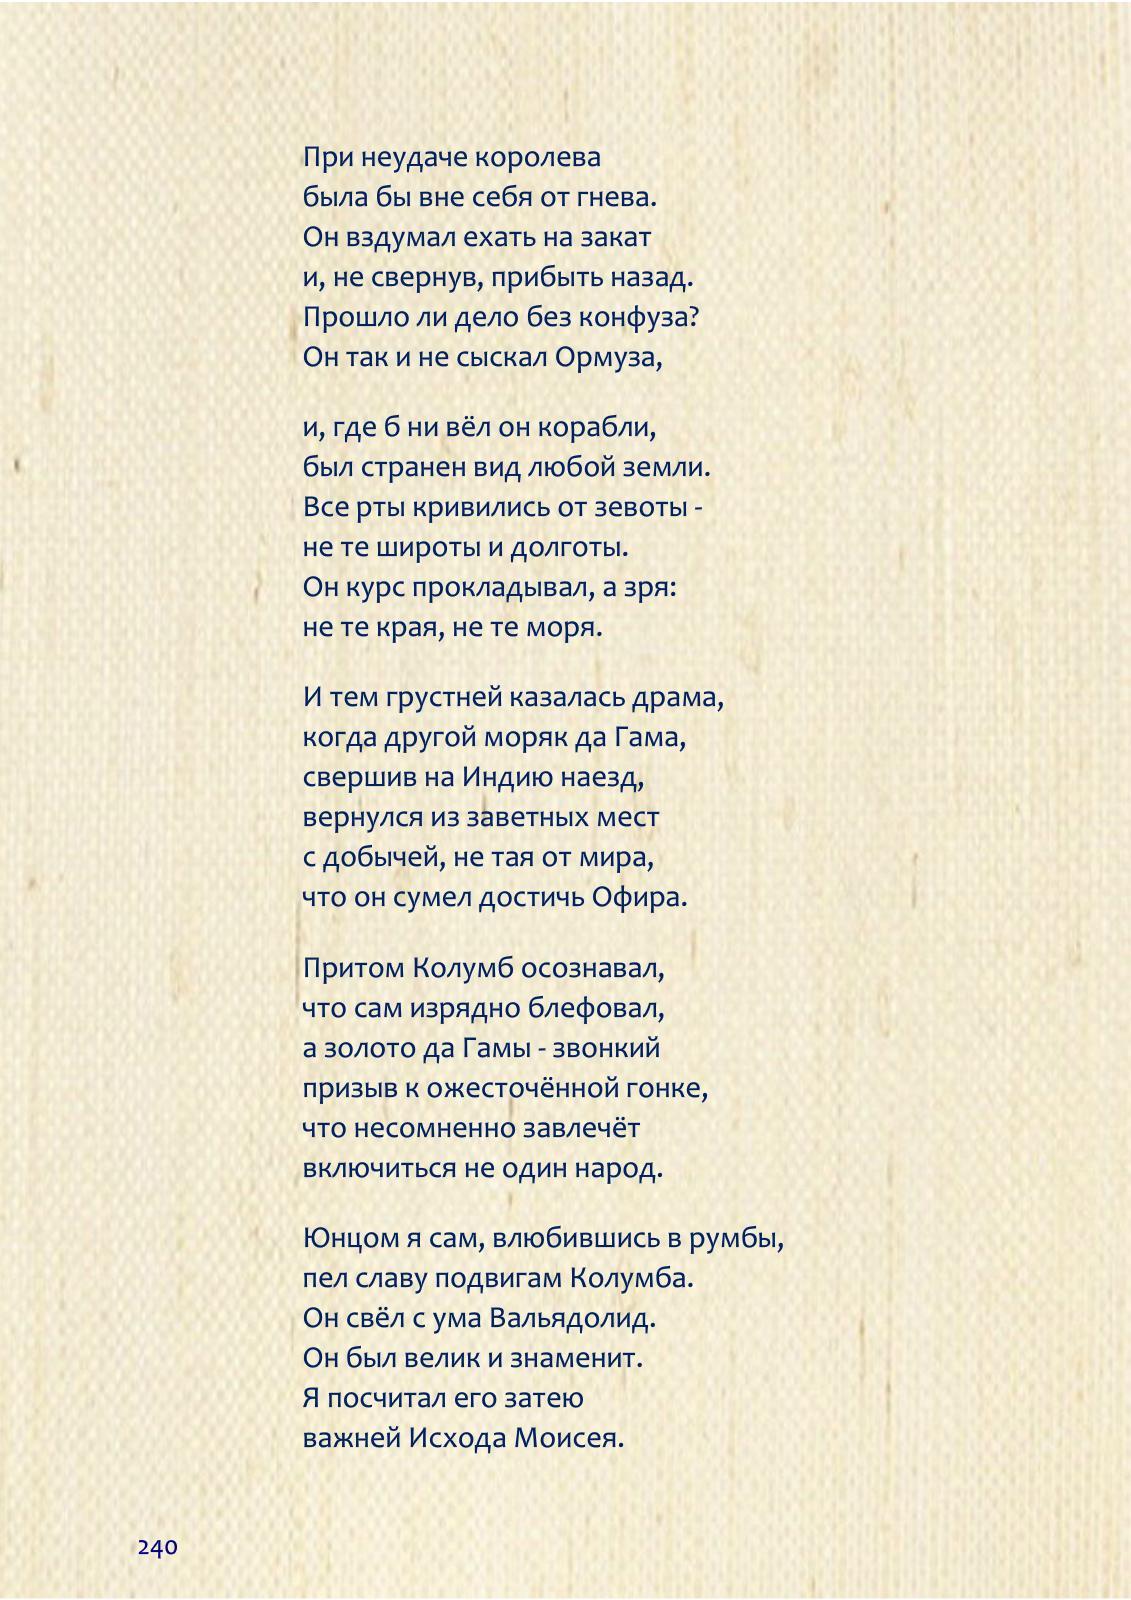 При неудаче королева
была бы вне себя от гнева.
Он вздумал ехать на закат
и, не свернув, прибыть назад.
Прошло ли дело без конфуза?
Он так и не сыскал Ормуза,
и, где б ни вёл он корабли,
был странен вид любой земли.
Все рты кривились от зевоты -
не те широты и долготы.
Он курс прокладывал, а зря:
не те края, не те моря.
И тем грустней казалась драма,
когда другой моряк да Гама,
свершив на Индию наезд,
вернулся из заветных мест
с добычей, не тая от мира,
что он сумел достичь Офира.
Притом Колумб осознавал,
что сам изрядно блефовал,
а золото да Гамы - звонкий
призыв к ожесточённой гонке,
что несомненно завлечёт
включиться не один народ.
Юнцом я сам, влюбившись в румбы,
пел славу подвигам Колумба.
Он свёл с ума Вальядолид.
Он был велик и знаменит.
Я посчитал его затею
важней Исхода Моисея.
240